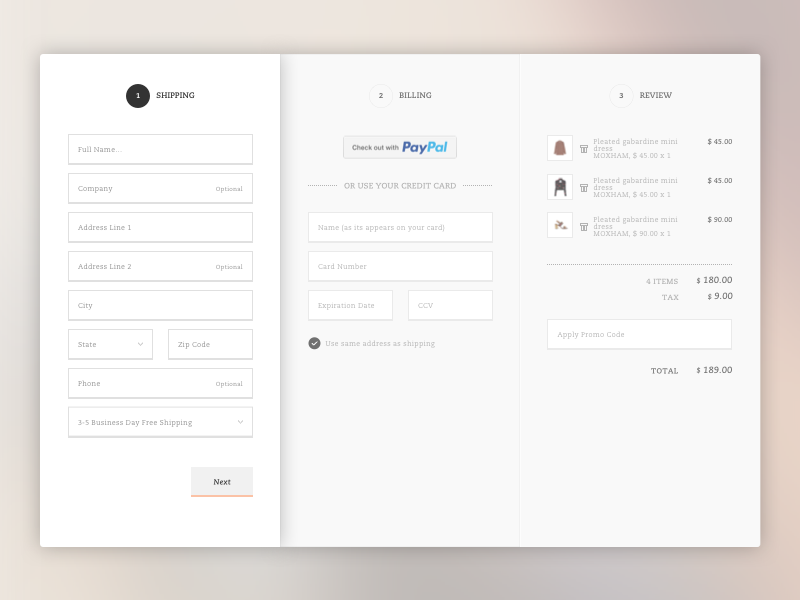 1 SHIPPING
Full Name...
Company Optional
Address Line 1
Address Line 2 Optional
City
State Zip Code
Phone Optional
3-5 Business Day Free Shipping
Next
2 BILLING
Check out with PayPal
OR USE YOUR CREDIT CARD
Name (as its appears on your card)
Card Number
Expiration Date CCV
Use same address as shipping
3 REVIEW
Pleated gabardine mini $ 45.00
dress
MOXHAM, $ 45.00 x 1
Pleated gabardine mini $ 45.00
dress
MOXHAM, $ 45.00 x 1
Pleated gabardine mini $ 90.00
dress
MOXHAM, $ 90.00 x 1
4 ITEMS $ 180.00
TAX $ 9.00
Apply Promo Code
TOTAL $ 189.00